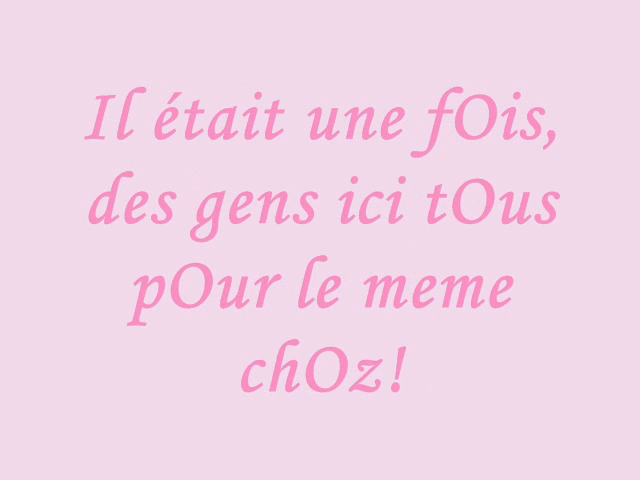 Il était une fOis,
des gens ici tOus
pOur le meme
chOz!